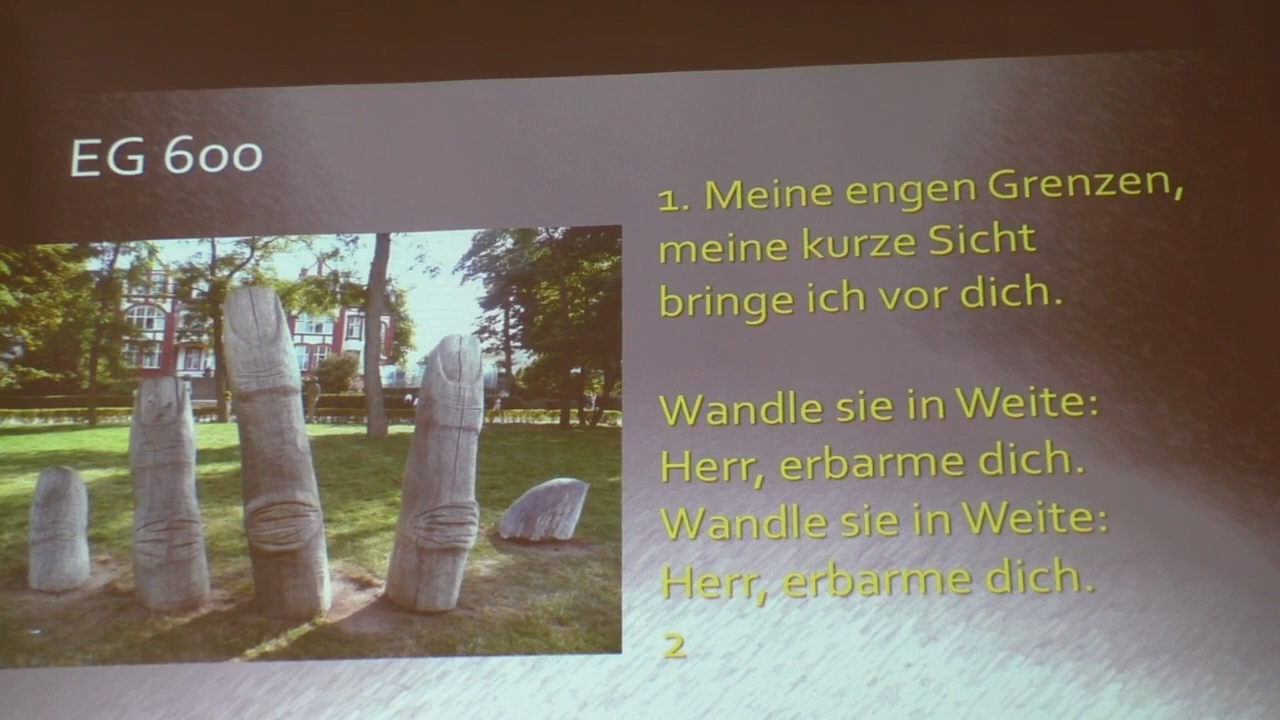 EG 600
1. Meine engen Grenzen,
meine kurze Sicht
bringe ich vor dich.
Wandle sie in Weite:
Herr, erbarme dich.
Wandle sie in Weite:
Herr, erbarme dich.
2